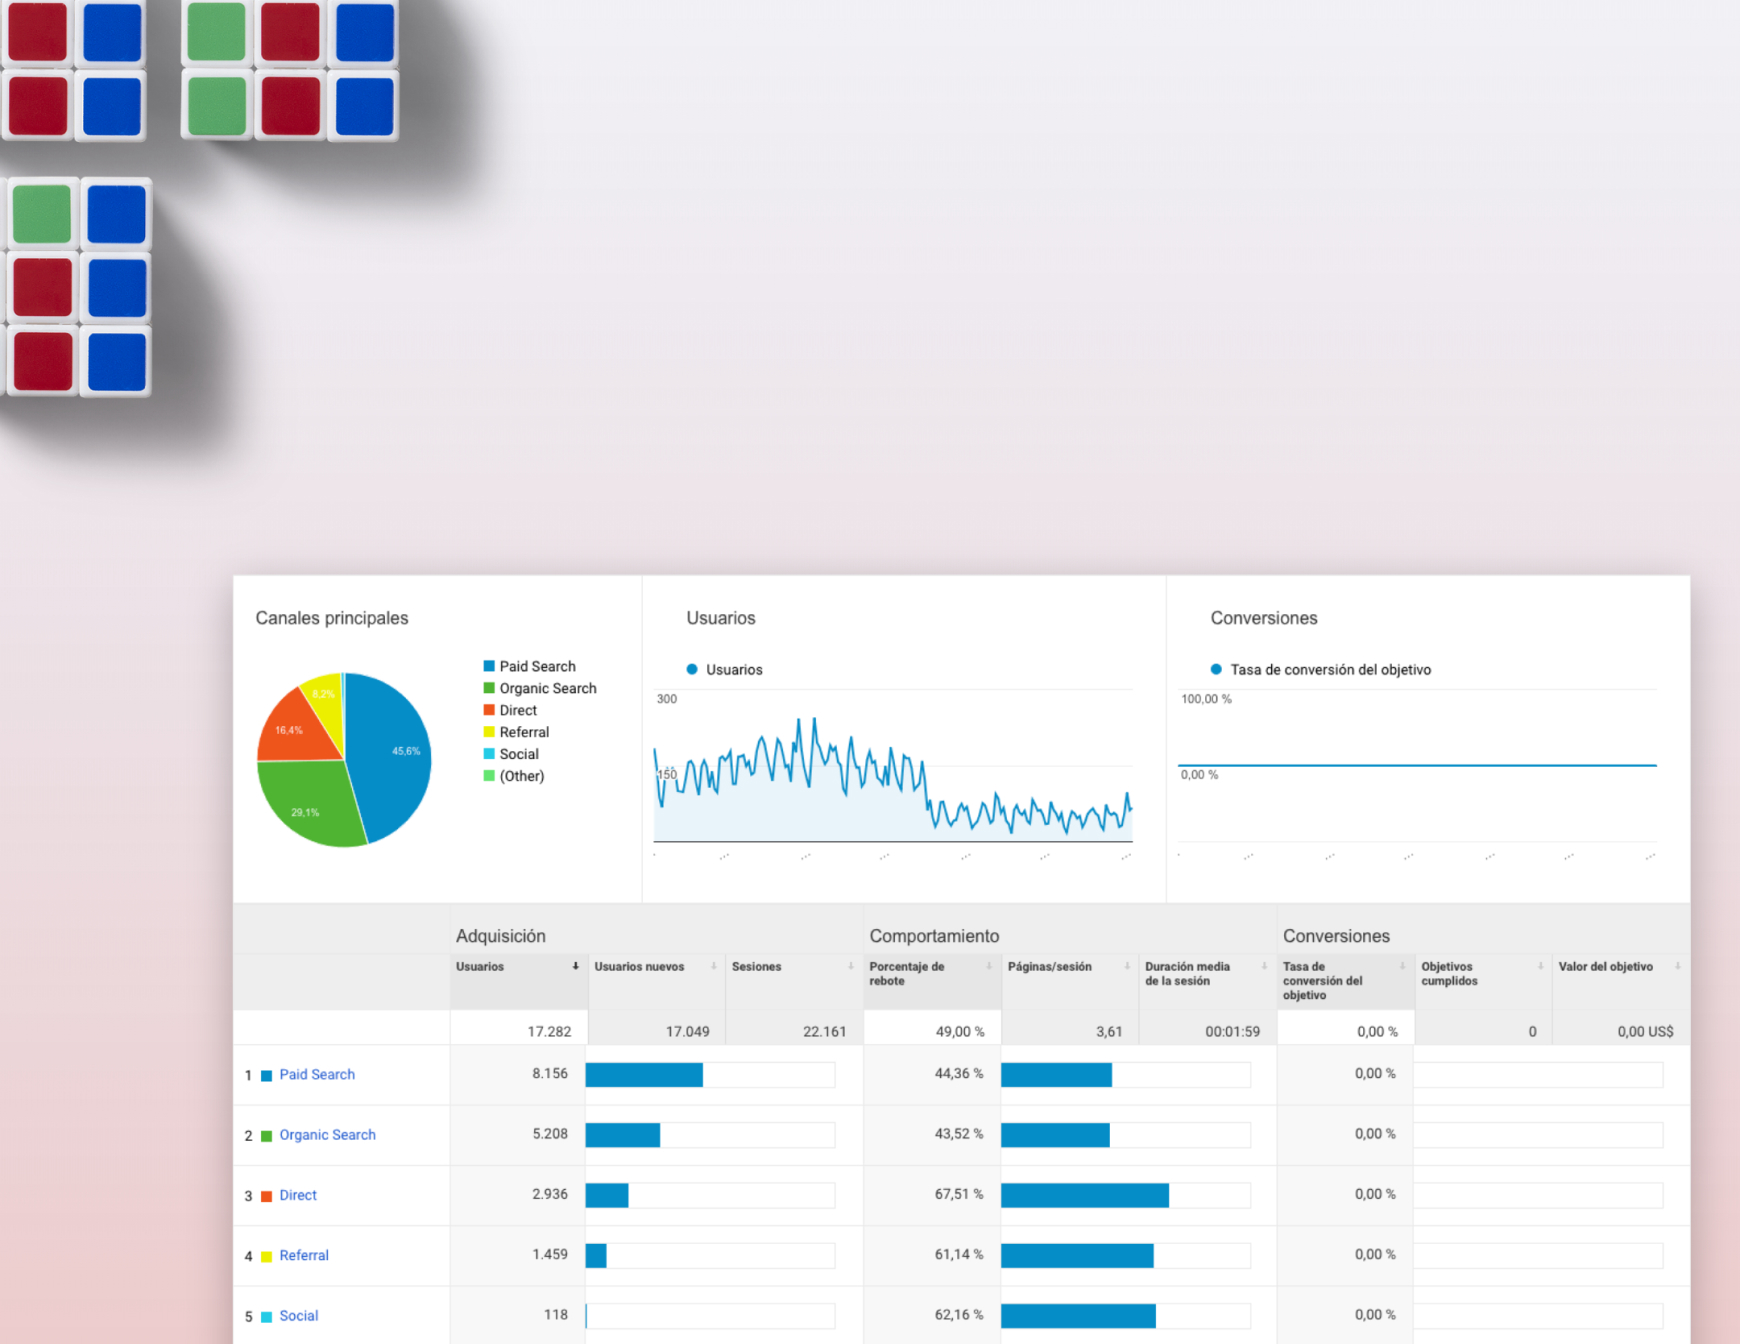 Canales principales
Paid Search
Organic Search
Direct
Referral
Social
(Other)
8,2%
16,4%
45,6%
29,1%
Usuarios
Usuarios
300
150
Conversiones
Tasa de conversión del objetivo
100,00 %
0,00 %
Adquisición Comportamiento Conversiones
Usuarios Usuarios nuevos Sesiones Porcentaje de rebote Páginas/sesión Duración media de la sesión Tasa de conversión del objetivo Objetivos cumplidos Valor del objetivo
17.282 17.049 22.161 49,00 % 3,61 00:01:59 0,00 % 0 0,00 US$
1 Paid Search 8.156 44,36 % 0,00 %
2 Organic Search 5.208 43,52 % 0,00 %
3 Direct 2.936 67,51 % 0,00 %
4 Referral 1.459 61,14 % 0,00 %
5 Social 118 62,16 % 0,00 %